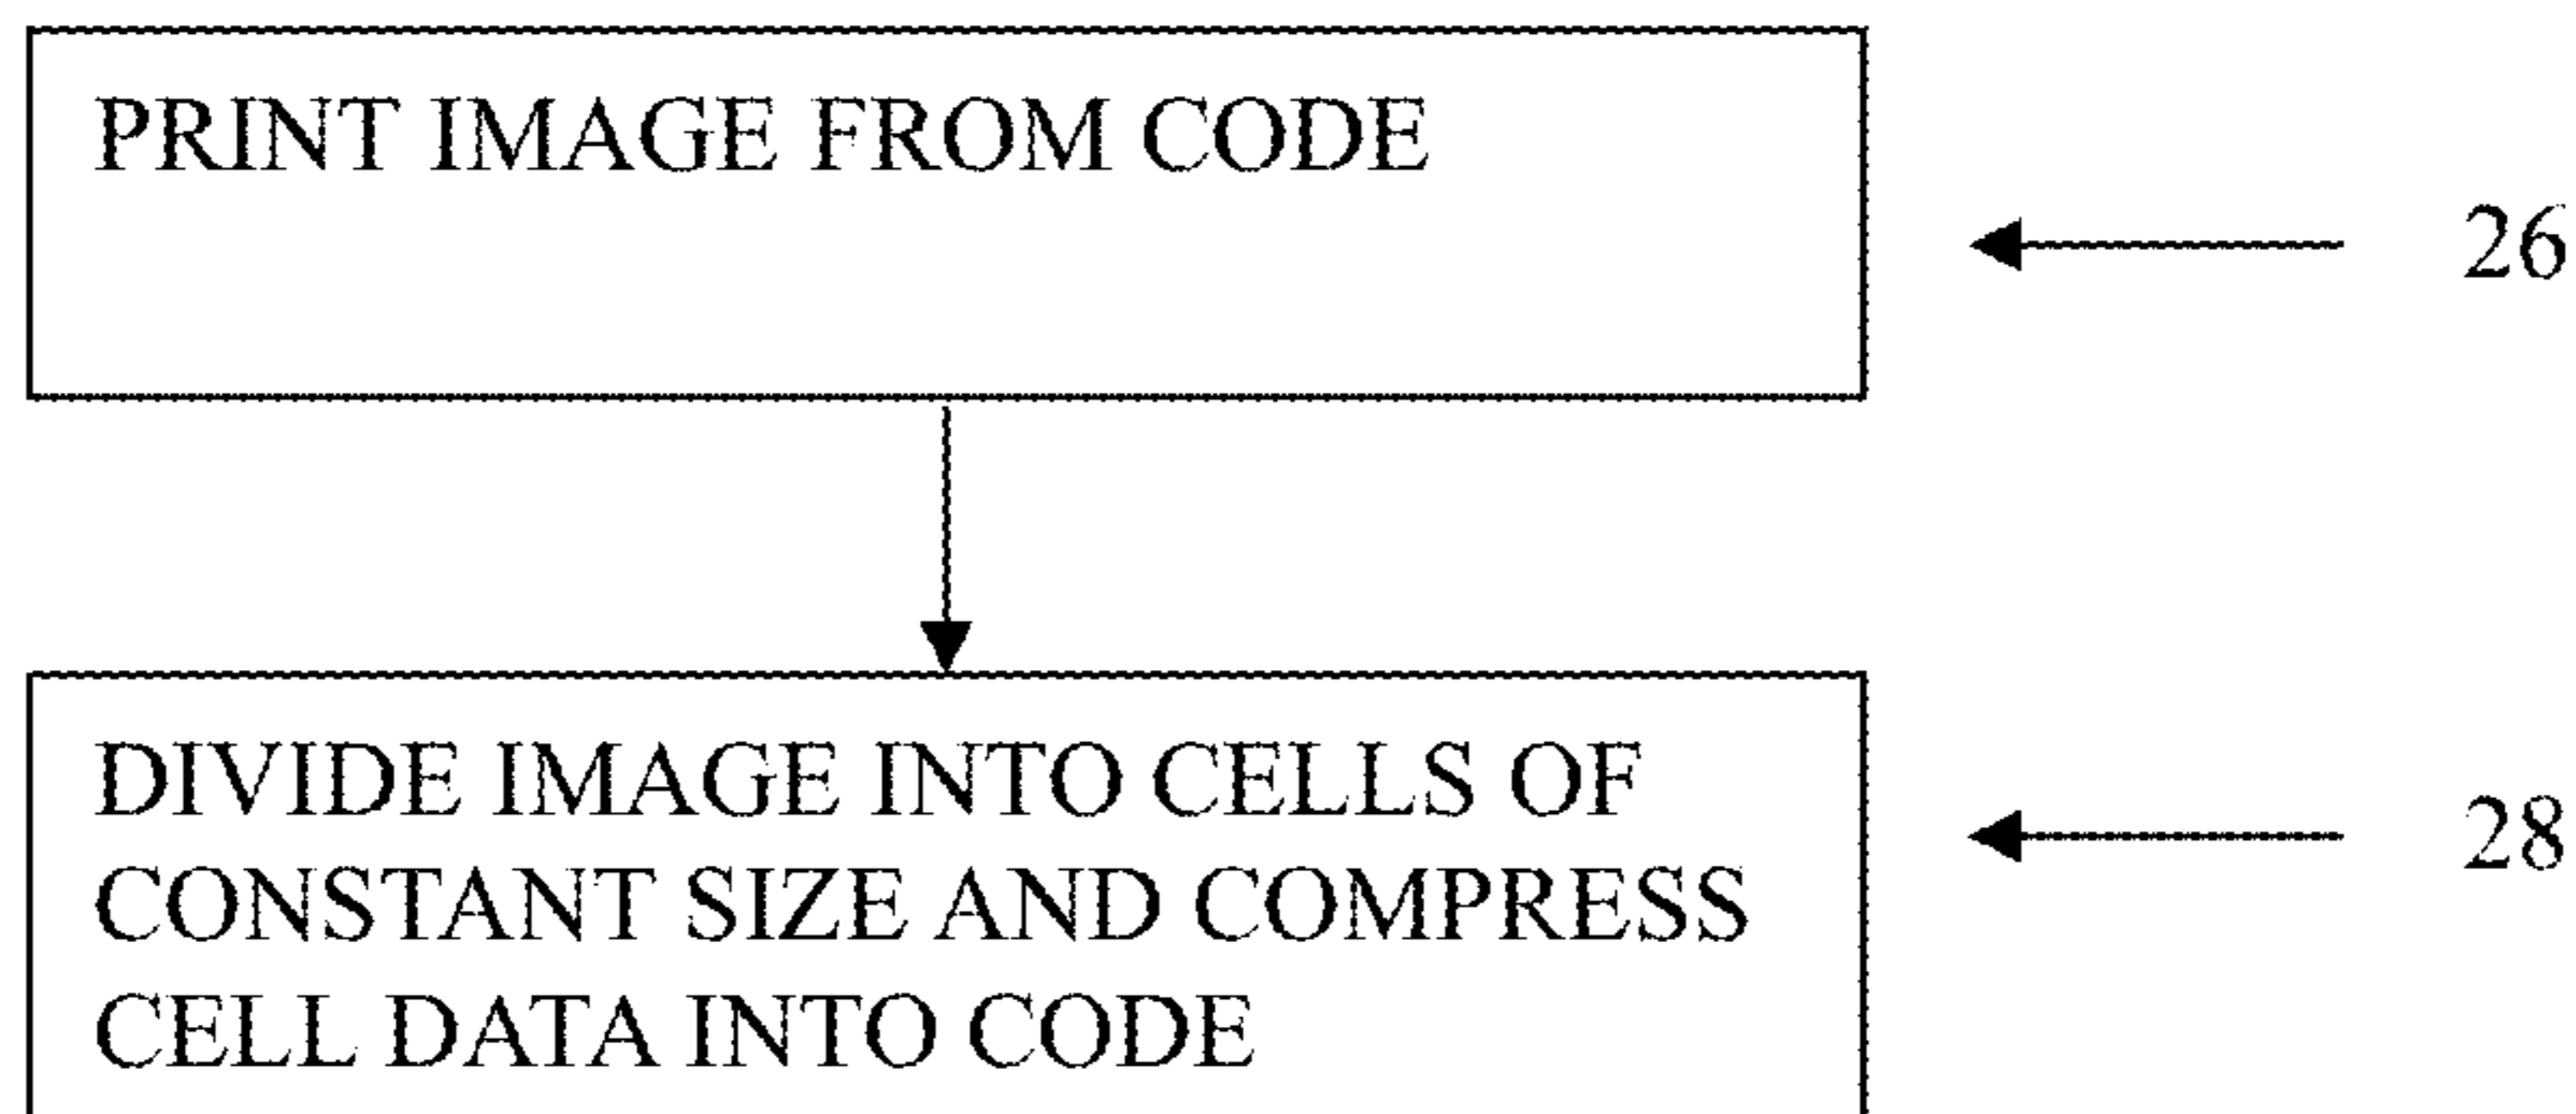 PRINT IMAGE FROM CODE
26
DIVIDE IMAGE INTO CELLS OF
CONSTANT SIZE AND COMPRESS
CELL DATA INTO CODE
28